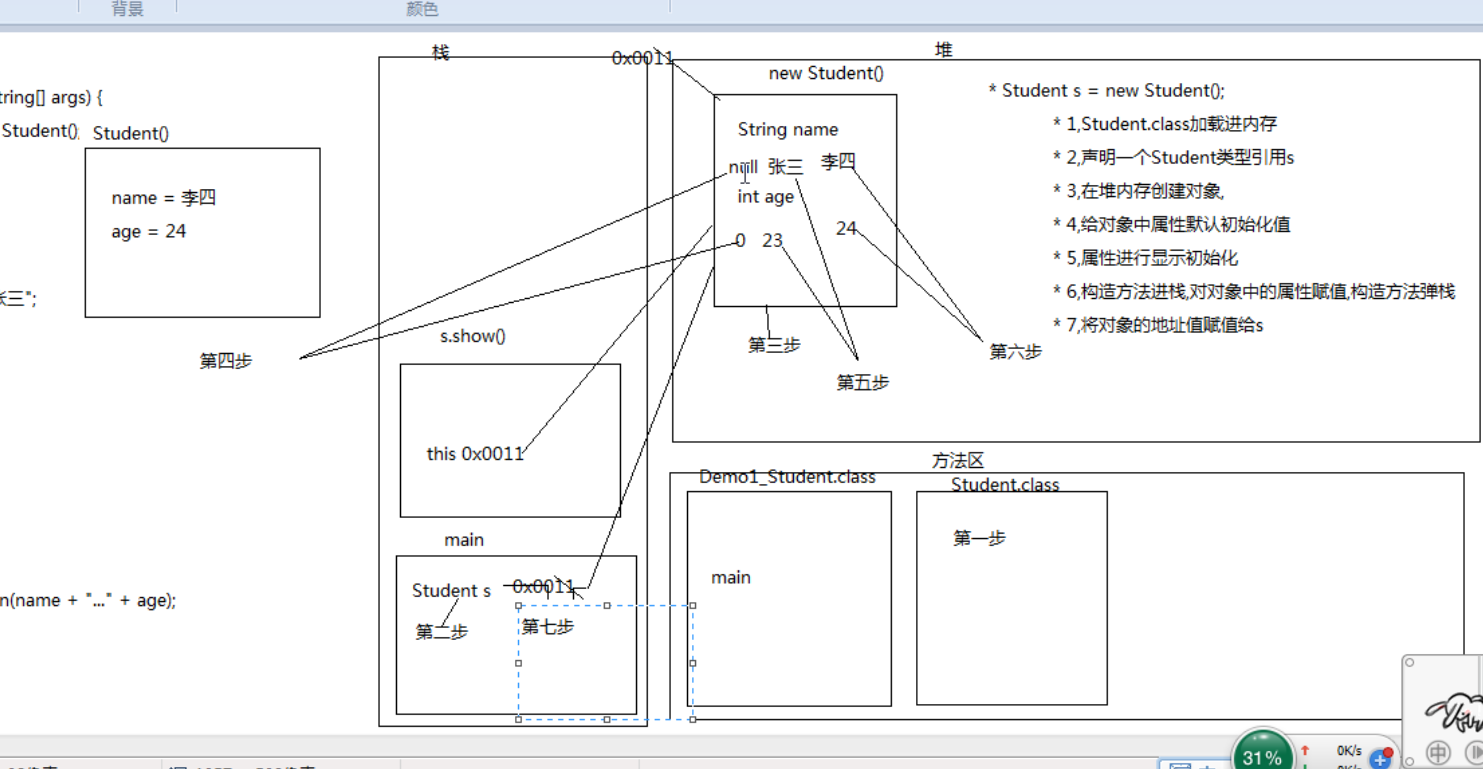 背景
颜色
栈
0x0011
堆
new Student()
* Student s = new Student();
* 1,Student.class加载进内存
* 2,声明一个Student类型引用s
* 3,在堆内存创建对象,
* 4,给对象中属性默认初始化值
* 5,属性进行显示初始化
* 6,构造方法进栈,对对象中的属性赋值,构造方法弹栈
* 7,将对象的地址值赋值给s
tring[] args) {
Student();
Student()
name = 李四
age = 24
张三";
n(name + "..." + age);
String name
null 张三 李四
int age
0 23 24
第三步
第四步
第五步
第六步
s.show()
this 0x0011
main
Student s 0x0011
第二步
第七步
方法区
Demo1_Student.class
main
Student.class
第一步
31%
0K/s
中